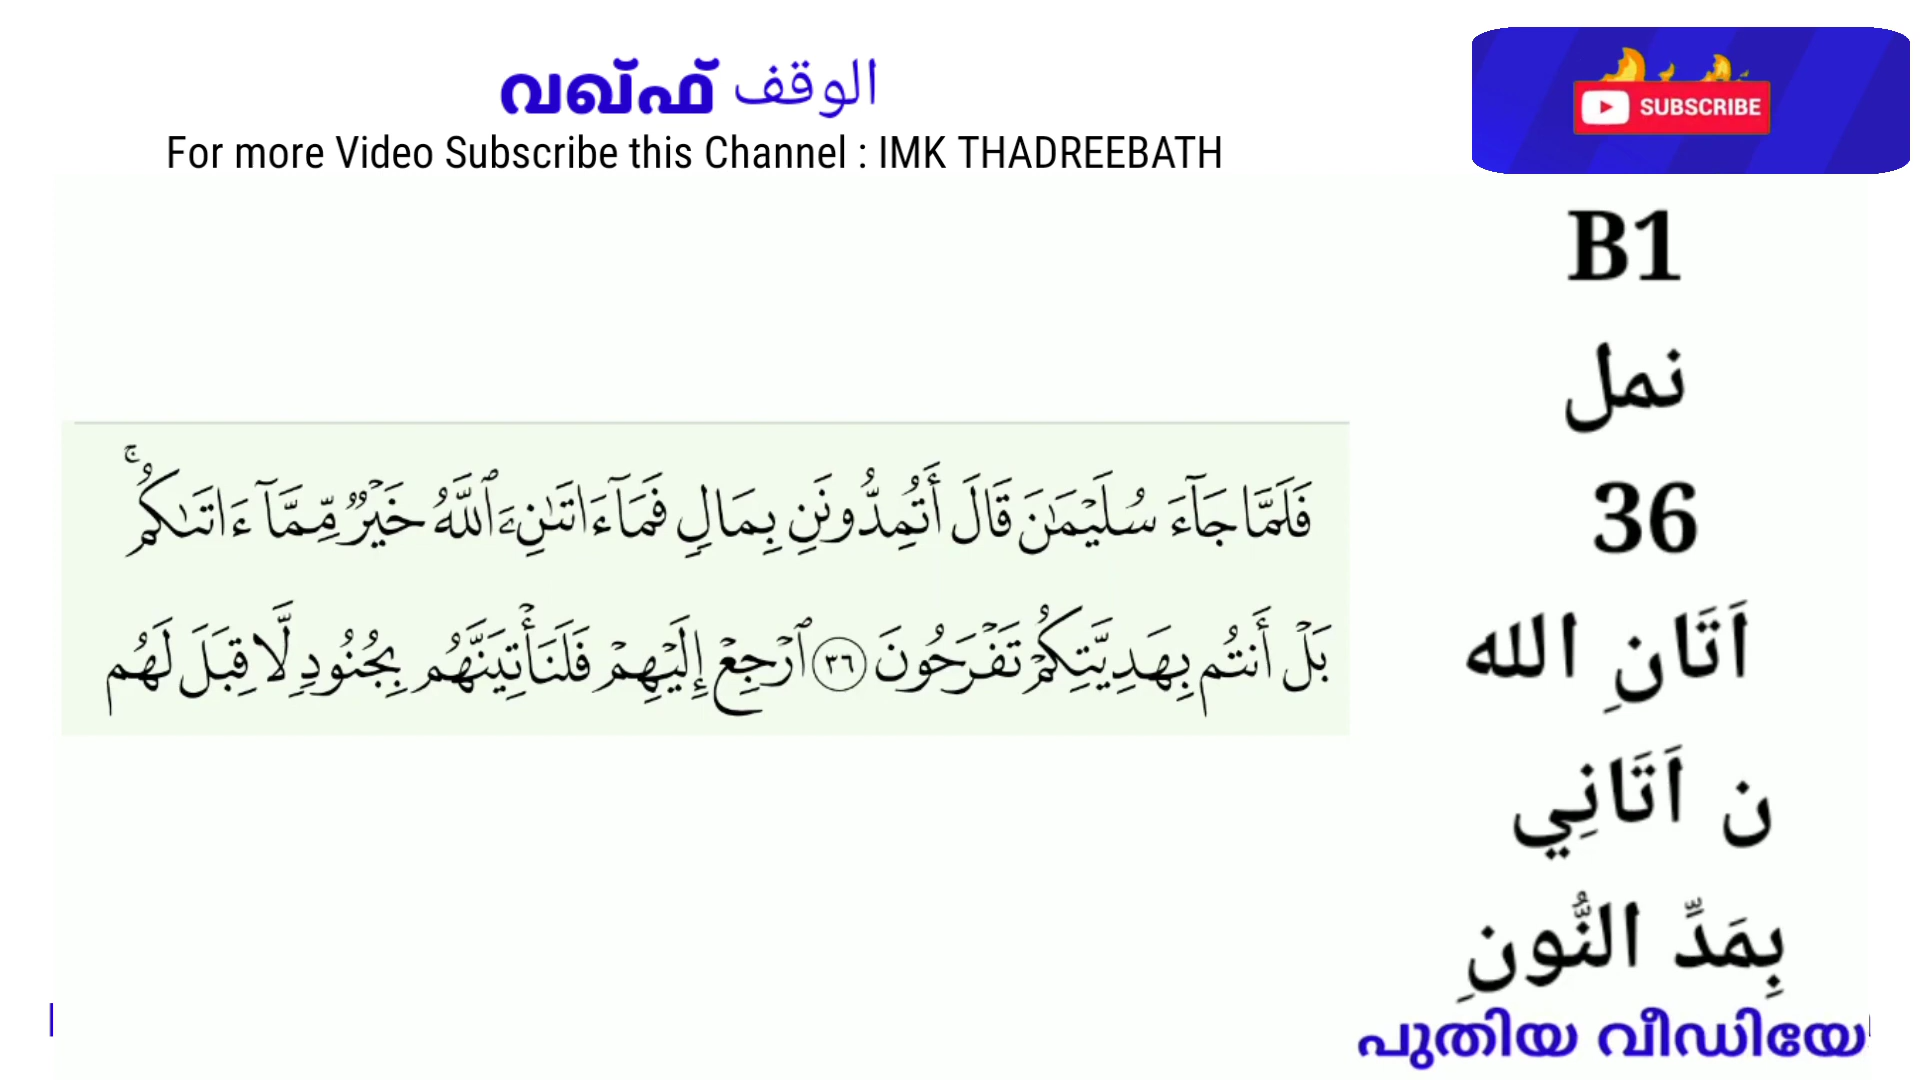 വഖ്ഫ് الوقف
For more Video Subscribe this Channel : IMK THADREEBATH
SUBSCRIBE
B1
نمل
36
اَتَانِ الله
ن اَتَانِي
بِمَدِّ النُّونِ
فَلَمَّا جَآءَ سُلَيۡمَٰنَ قَالَ أَتُمِدُّونَنِ بِمَالٖ فَمَآ ءَاتَىٰنِۦَ ٱللَّهُ خَيۡرٞ مِّمَّآ ءَاتَىٰكُمۚ
بَلۡ أَنتُم بِهَدِيَّتِكُمۡ تَفۡرَحُونَ ٣٦ ٱرۡجِعۡ إِلَيۡهِمۡ فَلَنَأۡتِيَنَّهُم بِجُنُودٖ لَّا قِبَلَ لَهُم
പുതിയ വീഡിയേ